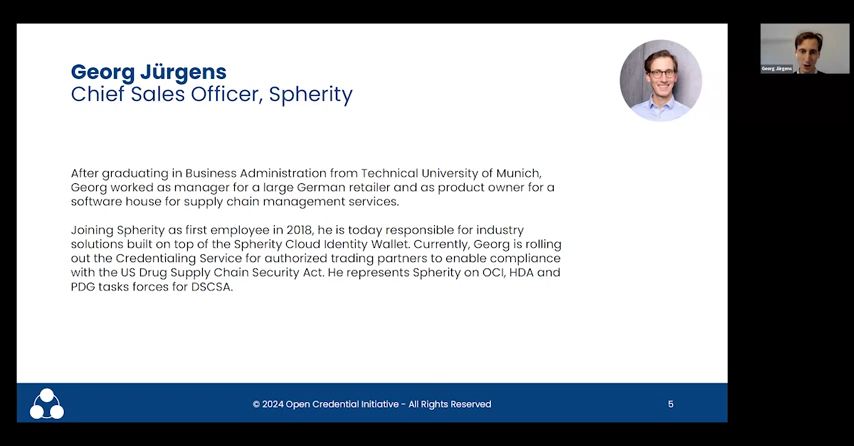 Georg Jürgens
Chief Sales Officer, Spherity
Georg Jürgens
After graduating in Business Administration from Technical University of Munich,
Georg worked as manager for a large German retailer and as product owner for a
software house for supply chain management services.
Joining Spherity as first employee in 2018, he is today responsible for industry
solutions built on top of the Spherity Cloud Identity Wallet. Currently, Georg is rolling
out the Credentialing Service for authorized trading partners to enable compliance
with the US Drug Supply Chain Security Act. He represents Spherity on OCI, HDA and
PDG tasks forces for DSCSA.
© 2024 Open Credential Initiative - All Rights Reserved
5